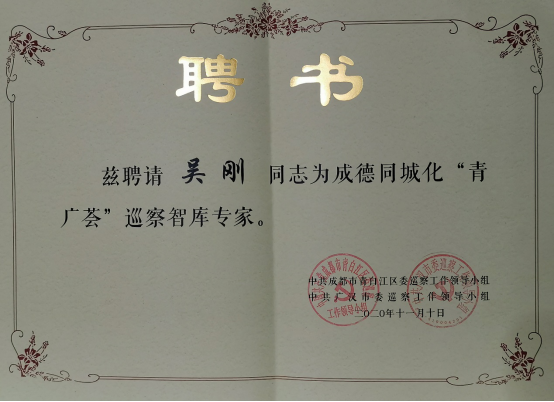 聘书
兹聘请 吴刚 同志为成德同城化“青
广荟”巡察智库专家。
中共成都市青白江区委巡察工作领导小组
中共广汉市委巡察工作领导小组
二〇二〇年十一月十日